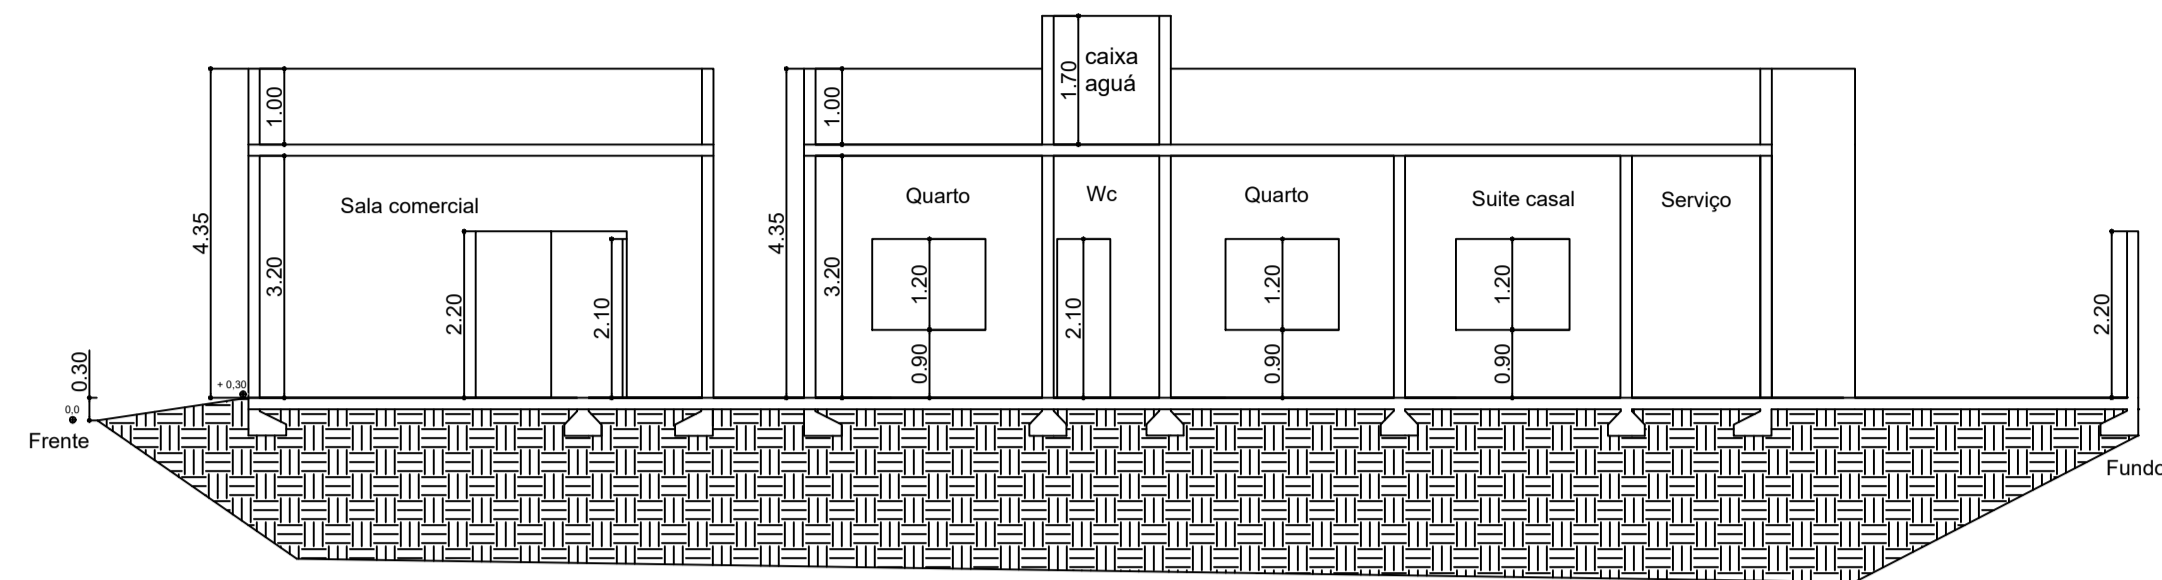 caixa
aguá
1.70
1.00
1.00
Sala comercial
Quarto
Wc
Quarto
Suite casal
Serviço
4.35
3.20
2.20
2.10
4.35
3.20
1.20
0.90
2.10
1.20
0.90
1.20
0.90
2.20
0.30
+ 0,30
0,0
Frente
Fundo